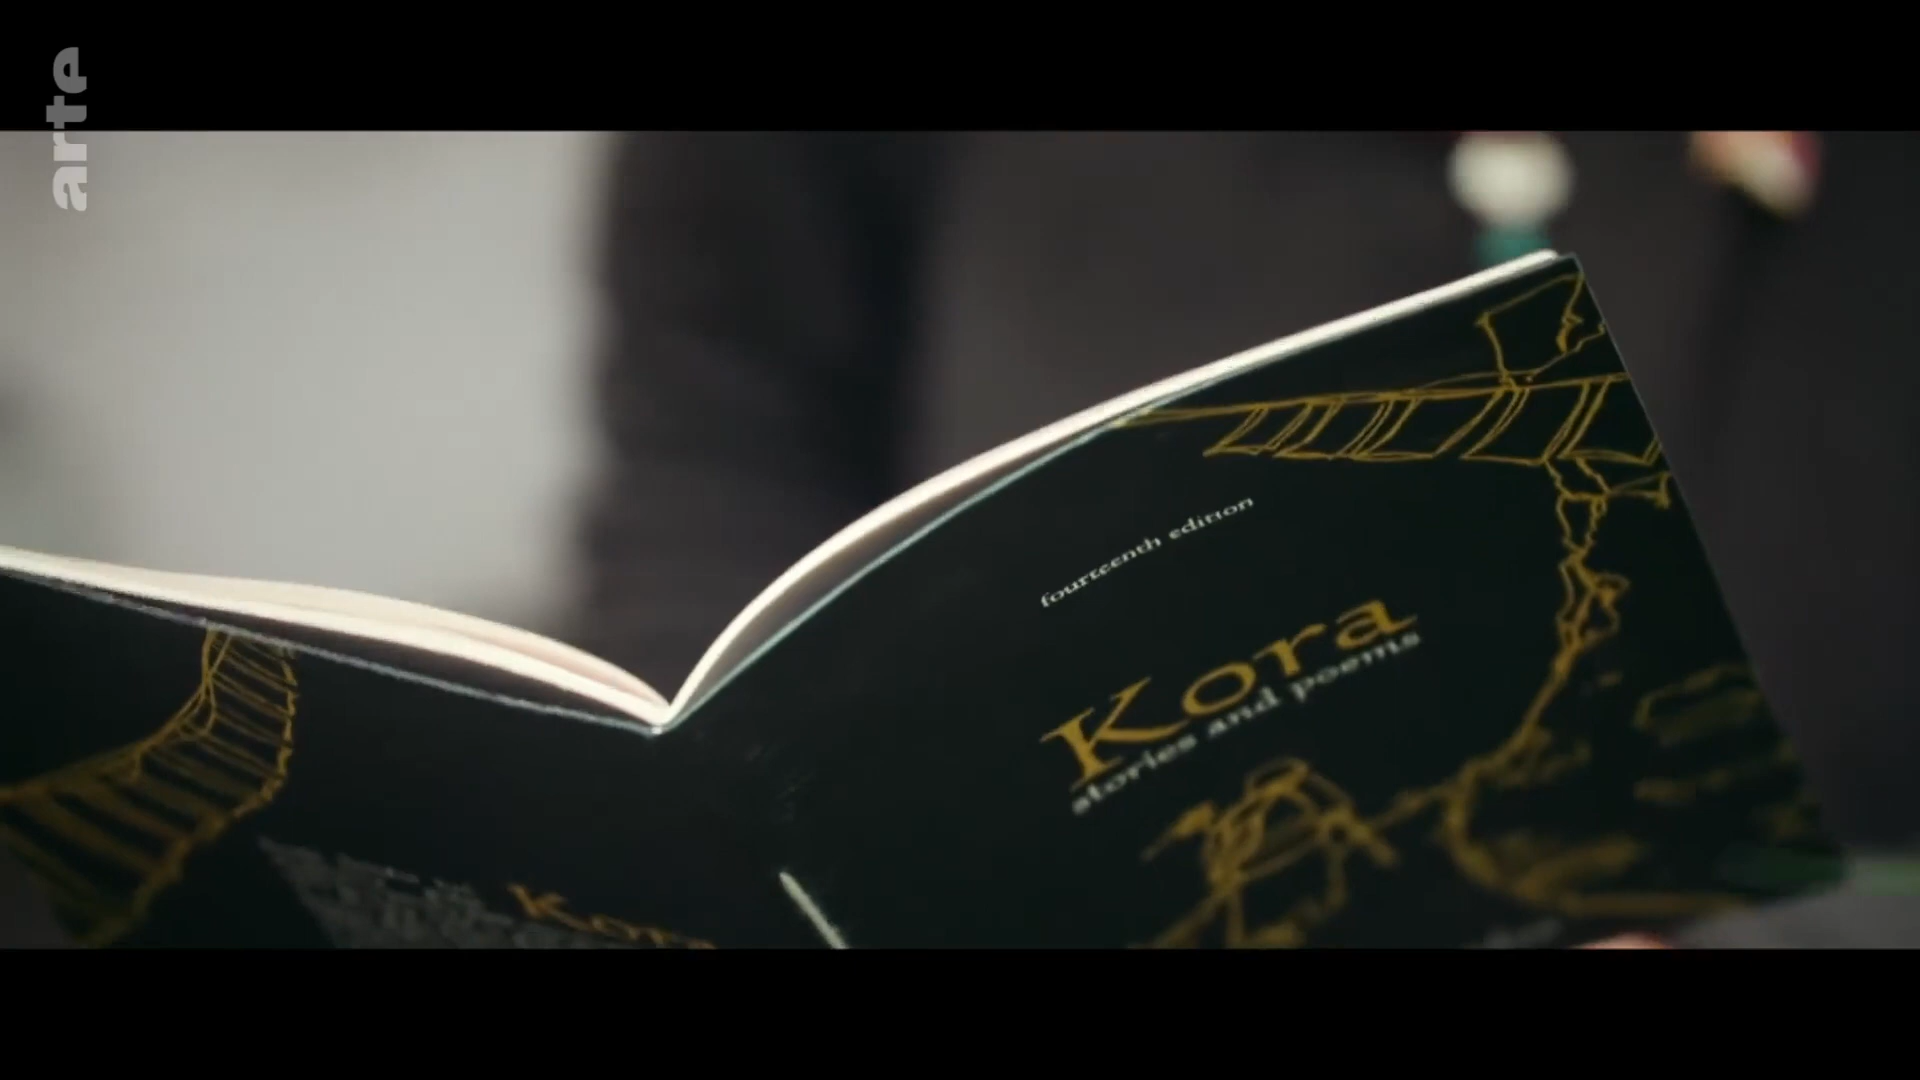 arte
fourteenth edition
Kora
stories and poems